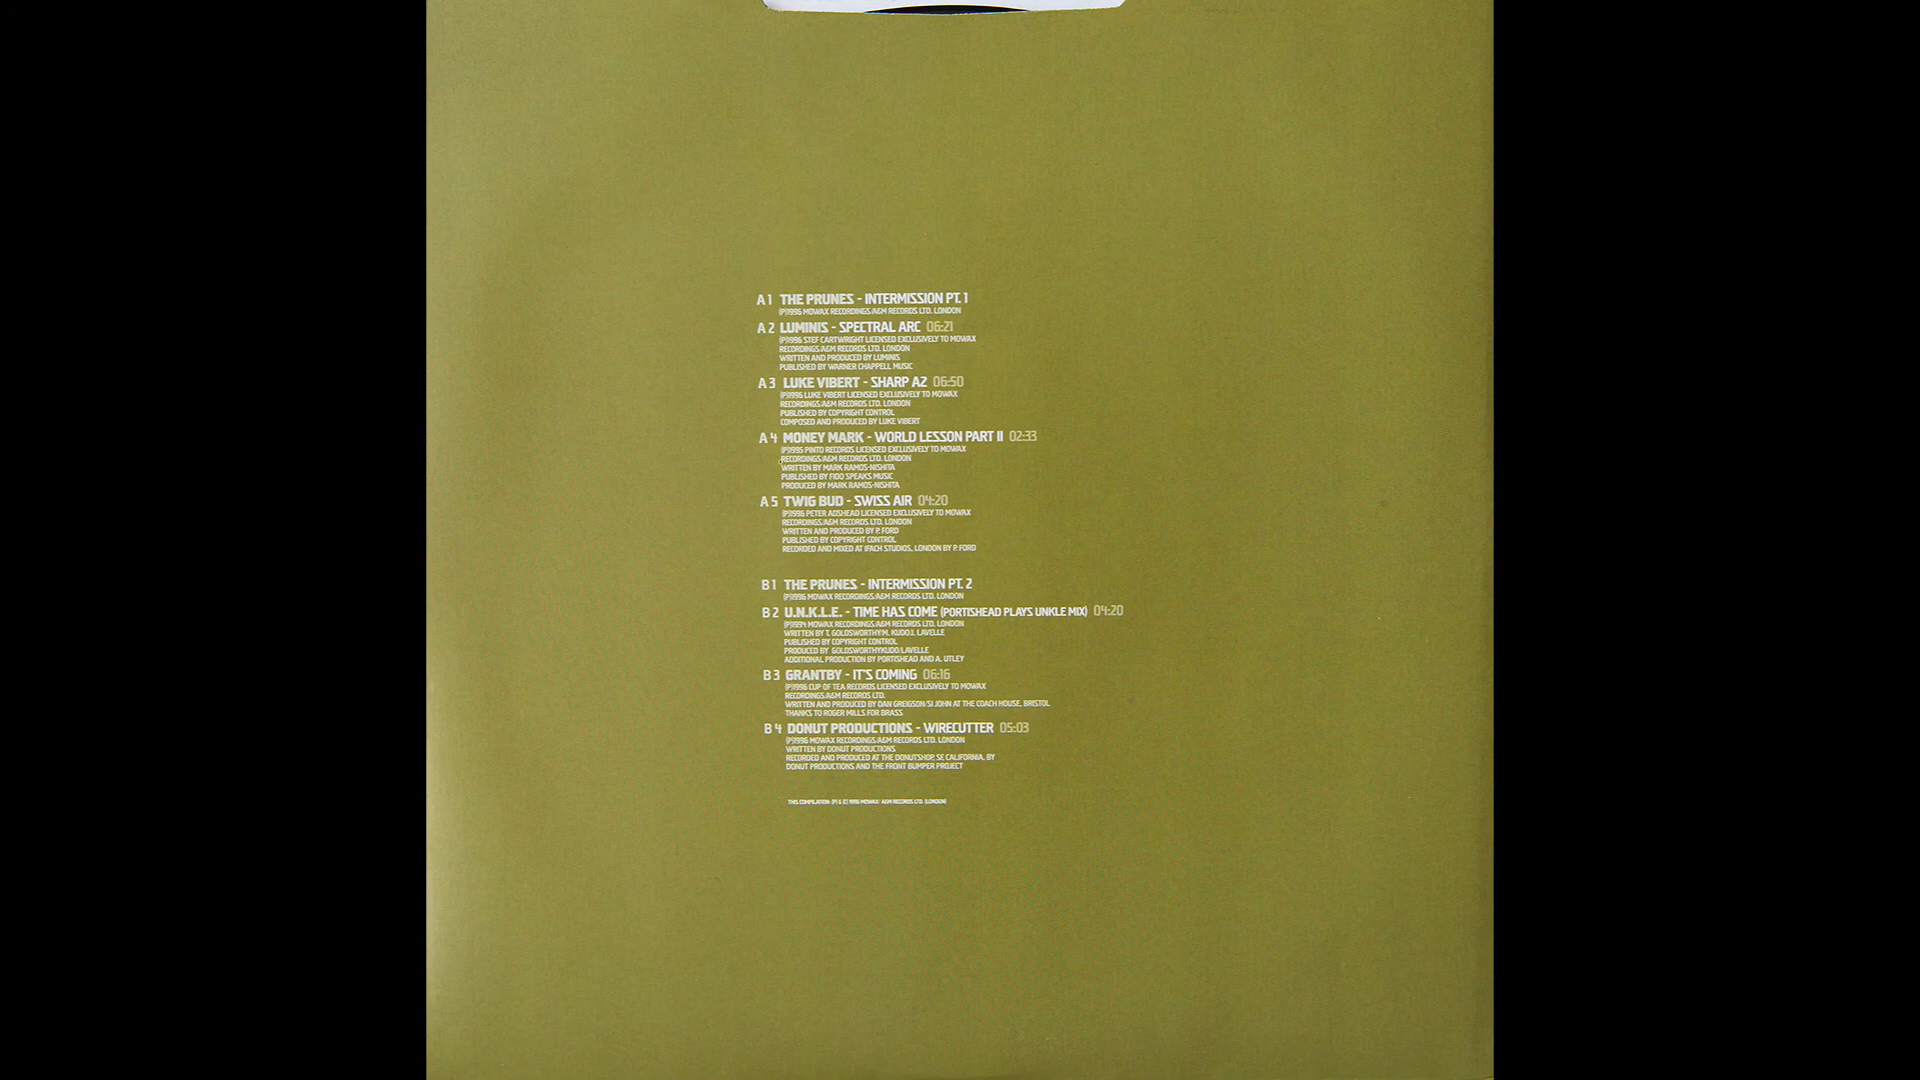 A1 THE PRUNES - INTERMISSION PT. 1
(P)1996 MOWAX RECORDINGS/A&M RECORDS LTD. LONDON
A2 LUMINIS - SPECTRAL ARC 06:21
(P)1996 STEF CARTWRIGHT LICENSED EXCLUSIVELY TO MOWAX
RECORDINGS/A&M RECORDS LTD. LONDON
WRITTEN AND PRODUCED BY LUMINIS
PUBLISHED BY WARNER CHAPPELL MUSIC
A3 LUKE VIBERT - SHARP A2 06:50
(P)1996 LUKE VIBERT LICENSED EXCLUSIVELY TO MOWAX
RECORDINGS/A&M RECORDS LTD. LONDON
PUBLISHED BY COPYRIGHT CONTROL
COMPOSED AND PRODUCED BY LUKE VIBERT
A4 MONEY MARK - WORLD LESSON PART II 02:33
(P)1995 PINTO RECORDS LICENSED EXCLUSIVELY TO MOWAX
RECORDINGS/A&M RECORDS LTD. LONDON
WRITTEN BY MARK RAMOS-NISHITA
PUBLISHED BY FIDO SPEAKS MUSIC
PRODUCED BY MARK RAMOS-NISHITA
A5 TWIG BUD - SWISS AIR 04:20
(P)1996 PETER ADSHEAD LICENSED EXCLUSIVELY TO MOWAX
RECORDINGS/A&M RECORDS LTD. LONDON
WRITTEN AND PRODUCED BY P. FORD
PUBLISHED BY COPYRIGHT CONTROL
RECORDED AND MIXED AT IFACH STUDIOS, LONDON BY P. FORD
B1 THE PRUNES - INTERMISSION PT. 2
(P)1996 MOWAX RECORDINGS/A&M RECORDS LTD. LONDON
B2 U.N.K.L.E. - TIME HAS COME (PORTISHEAD PLAYS UNKLE MIX) 04:20
(P)1994 MOWAX RECORDINGS/A&M RECORDS LTD. LONDON
WRITTEN BY T. GOLDSWORTHY/M. KUDO/J. LAVELLE
PUBLISHED BY COPYRIGHT CONTROL
PRODUCED BY GOLDSWORTHY/KUDO/LAVELLE
ADDITIONAL PRODUCTION BY PORTISHEAD AND A. UTLEY
B3 GRANTBY - IT'S COMING 06:16
(P)1996 CUP OF TEA RECORDS LICENSED EXCLUSIVELY TO MOWAX
RECORDINGS/A&M RECORDS LTD.
WRITTEN AND PRODUCED BY DAN GREIGSON/SI JOHN AT THE COACH HOUSE, BRISTOL
THANKS TO ROGER MILLS FOR BRASS
B4 DONUT PRODUCTIONS - WIRECUTTER 05:03
(P)1996 MOWAX RECORDINGS/A&M RECORDS LTD. LONDON
WRITTEN BY DONUT PRODUCTIONS
RECORDED AND PRODUCED AT THE DONUTSHOP, SF, CALIFORNIA, BY
DONUT PRODUCTIONS AND THE FRONT BUMPER PROJECT
THIS COMPILATION (P) & (C) 1996 MOWAX/ A&M RECORDS LTD. (LONDON)